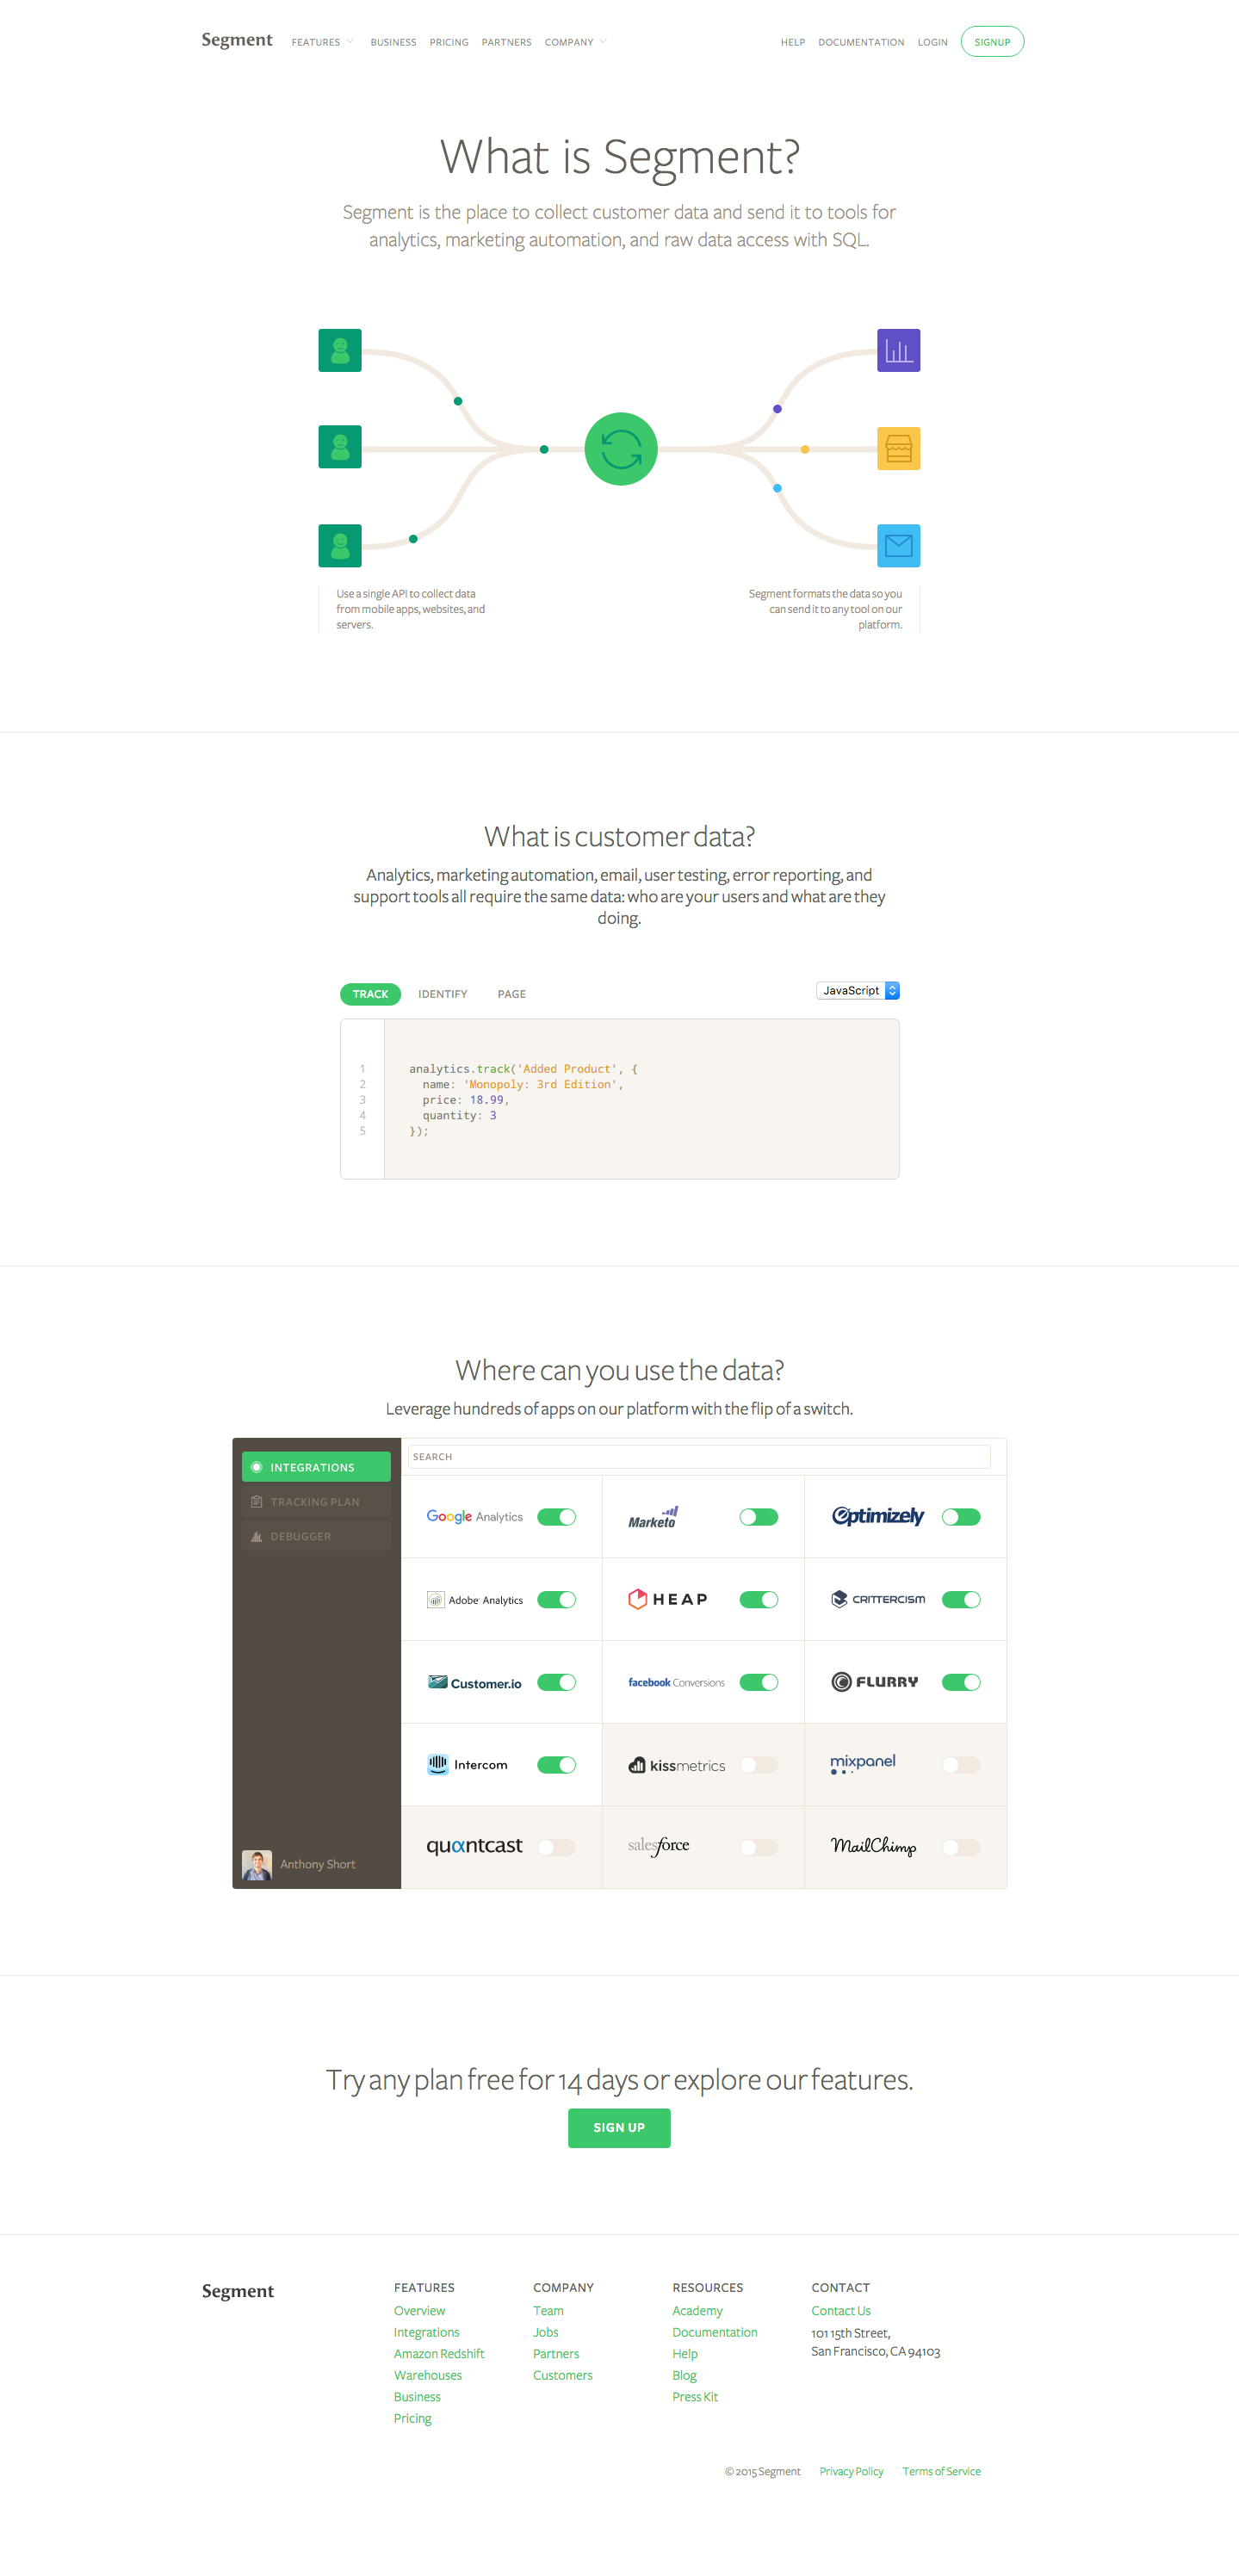 Segment FEATURES BUSINESS PRICING PARTNERS COMPANY HELP DOCUMENTATION LOGIN SIGNUP
What is Segment?
Segment is the place to collect customer data and send it to tools for
analytics, marketing automation, and raw data access with SQL.
Use a single API to collect data
from mobile apps, websites, and
servers.
Segment formats the data so you
can send it to any tool on our
platform.
What is customer data?
Analytics, marketing automation, email, user testing, error reporting, and
support tools all require the same data: who are your users and what are they
doing.
TRACK IDENTIFY PAGE JavaScript
1 analytics.track('Added Product', {
2 name: 'Monopoly: 3rd Edition',
3 price: 18.99,
4 quantity: 3
5 });
Where can you use the data?
Leverage hundreds of apps on our platform with the flip of a switch.
INTEGRATIONS
TRACKING PLAN
DEBUGGER
Anthony Short
SEARCH
Google Analytics Marketo Optimizely
Adobe Analytics HEAP CRITTERCISM
Customer.io facebook Conversions FLURRY
Intercom kissmetrics mixpanel
quantcast salesforce MailChimp
Try any plan free for 14 days or explore our features.
SIGN UP
Segment
FEATURES
Overview
Integrations
Amazon Redshift
Warehouses
Business
Pricing
COMPANY
Team
Jobs
Partners
Customers
RESOURCES
Academy
Documentation
Help
Blog
Press Kit
CONTACT
Contact Us
101 15th Street,
San Francisco, CA 94103
© 2015 Segment Privacy Policy Terms of Service